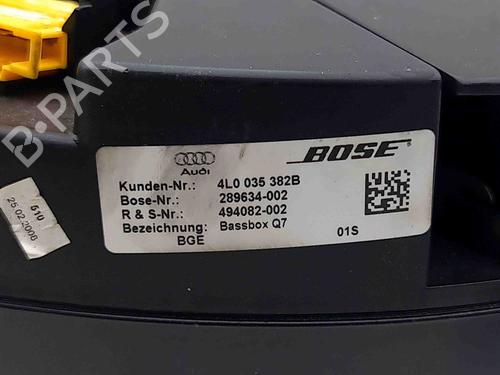 B-PARTS
Audi
BOSE
Kunden-Nr.: 4L0 035 382B
Bose-Nr.: 289634-002
R & S-Nr.: 494082-002
Bezeichnung: Bassbox Q7
BGE
01S
510
25.02.2008